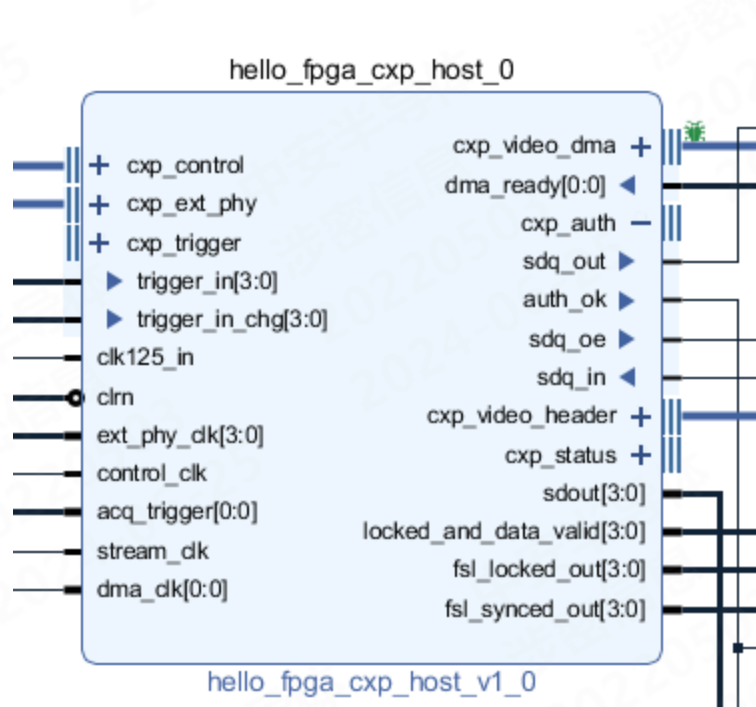 hello_fpga_cxp_host_0
cxp_control
cxp_ext_phy
cxp_trigger
trigger_in[3:0]
trigger_in_chg[3:0]
clk125_in
clrn
ext_phy_clk[3:0]
control_clk
acq_trigger[0:0]
stream_clk
dma_clk[0:0]
cxp_video_dma
dma_ready[0:0]
cxp_auth
sdq_out
auth_ok
sdq_oe
sdq_in
cxp_video_header
cxp_status
sdout[3:0]
locked_and_data_valid[3:0]
fsl_locked_out[3:0]
fsl_synced_out[3:0]
hello_fpga_cxp_host_v1_0